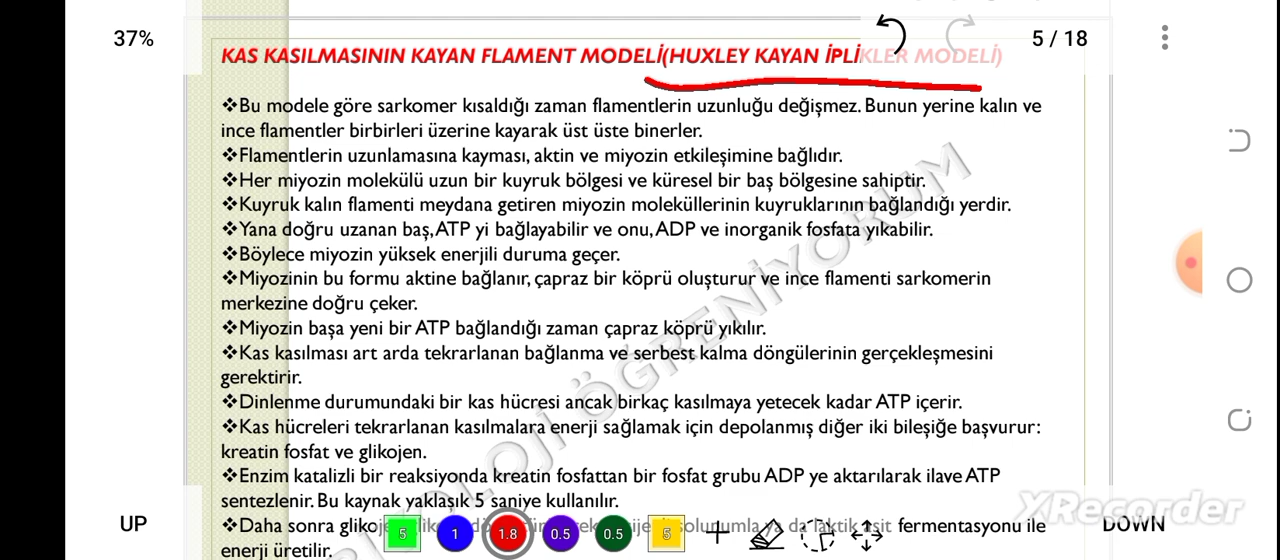 37%
5 / 18
KAS KASILMASININ KAYAN FLAMENT MODELİ(HUXLEY KAYAN İPLİKLER MODELİ)
❖Bu modele göre sarkomer kısaldığı zaman flamentlerin uzunluğu değişmez. Bunun yerine kalın ve
ince flamentler birbirleri üzerine kayarak üst üste binerler.
❖Flamentlerin uzunlamasına kayması, aktin ve miyozin etkileşimine bağlıdır.
❖Her miyozin molekülü uzun bir kuyruk bölgesi ve küresel bir baş bölgesine sahiptir.
❖Kuyruk kalın flamenti meydana getiren miyozin moleküllerinin kuyruklarının bağlandığı yerdir.
❖Yana doğru uzanan baş, ATP yi bağlayabilir ve onu, ADP ve inorganik fosfata yıkabilir.
❖Böylece miyozin yüksek enerjili duruma geçer.
❖Miyozinin bu formu aktine bağlanır, çapraz bir köprü oluşturur ve ince flamenti sarkomerin
merkezine doğru çeker.
❖Miyozin başa yeni bir ATP bağlandığı zaman çapraz köprü yıkılır.
❖Kas kasılması art arda tekrarlanan bağlanma ve serbest kalma döngülerinin gerçekleşmesini
gerektirir.
❖Dinlenme durumundaki bir kas hücresi ancak birkaç kasılmaya yetecek kadar ATP içerir.
❖Kas hücreleri tekrarlanan kasılmalara enerji sağlamak için depolanmış diğer iki bileşiğe başvurur:
kreatin fosfat ve glikojen.
❖Enzim katalizli bir reaksiyonda kreatin fosfattan bir fosfat grubu ADP ye aktarılarak ilave ATP
sentezlenir. Bu kaynak yaklaşık 5 saniye kullanılır.
❖Daha sonra solunumla ya da laktik asit fermentasyonu ile
enerji üretilir.
ÖĞRENİYORUM
UP
5 1 1.8 0.5 0.5 5
DOWN
XRecorder